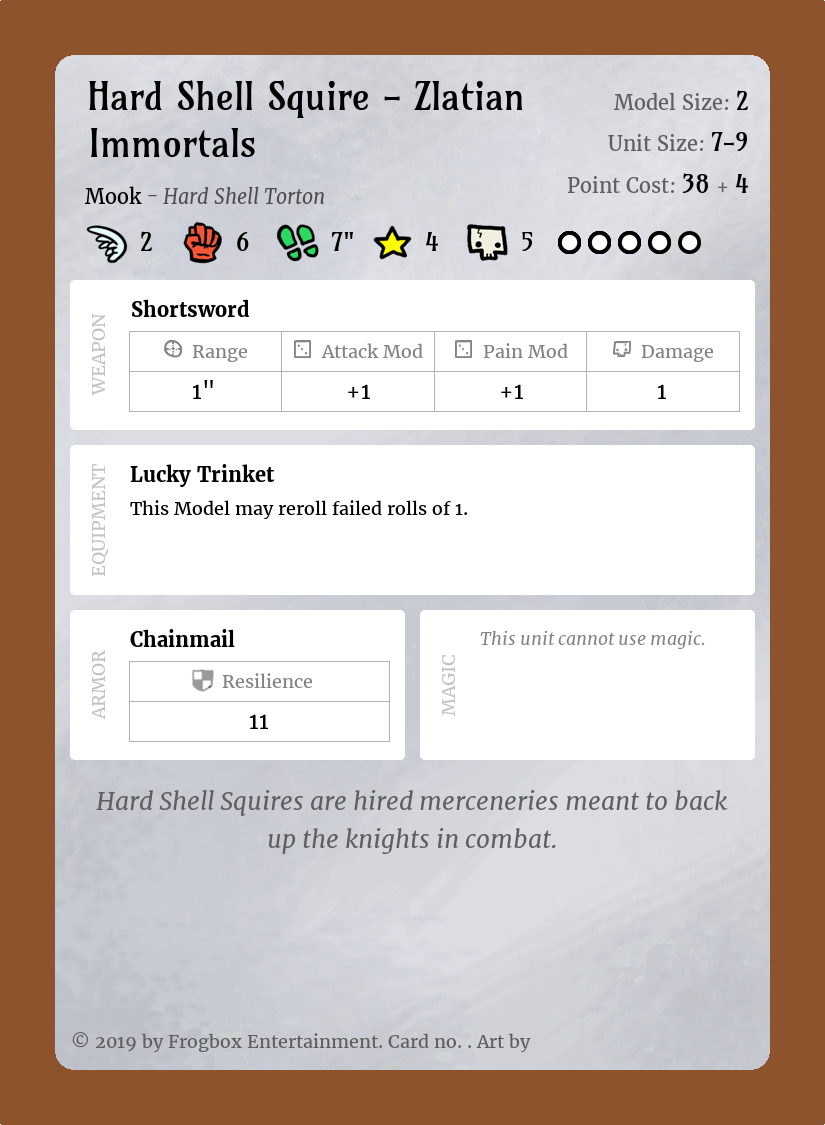 Hard Shell Squire – Zlatian
Immortals
Model Size: 2
Unit Size: 7–9
Point Cost: 38 + 4
Mook – Hard Shell Torton
2 6 7" 4 5
WEAPON
Shortsword
Range Attack Mod Pain Mod Damage
1" +1 +1 1
EQUIPMENT
Lucky Trinket
This Model may reroll failed rolls of 1.
ARMOR
Chainmail
Resilience
11
MAGIC
This unit cannot use magic.
Hard Shell Squires are hired merceneries meant to back
up the knights in combat.
© 2019 by Frogbox Entertainment. Card no. . Art by